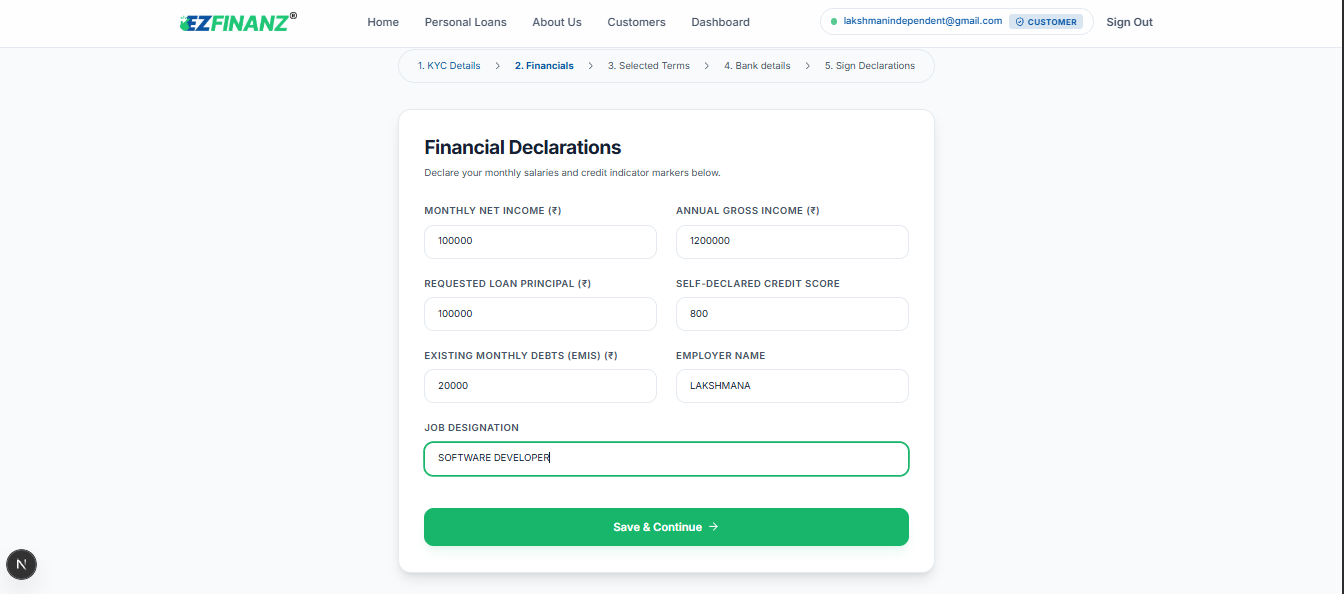 EZFINANZ®
Home Personal Loans About Us Customers Dashboard lakshmanindependent@gmail.com CUSTOMER Sign Out
1. KYC Details > 2. Financials > 3. Selected Terms > 4. Bank details > 5. Sign Declarations
Financial Declarations
Declare your monthly salaries and credit indicator markers below.
MONTHLY NET INCOME (₹) ANNUAL GROSS INCOME (₹)
100000 1200000
REQUESTED LOAN PRINCIPAL (₹) SELF-DECLARED CREDIT SCORE
100000 800
EXISTING MONTHLY DEBTS (EMIS) (₹) EMPLOYER NAME
20000 LAKSHMANA
JOB DESIGNATION
SOFTWARE DEVELOPER
Save & Continue →
N